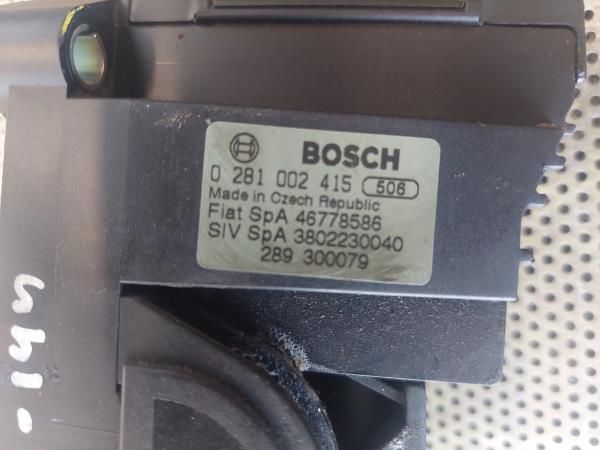 BOSCH
0 281 002 415 506
Made in Czech Republic
Fiat SpA 46778586
SIV SpA 3802230040
289 300079